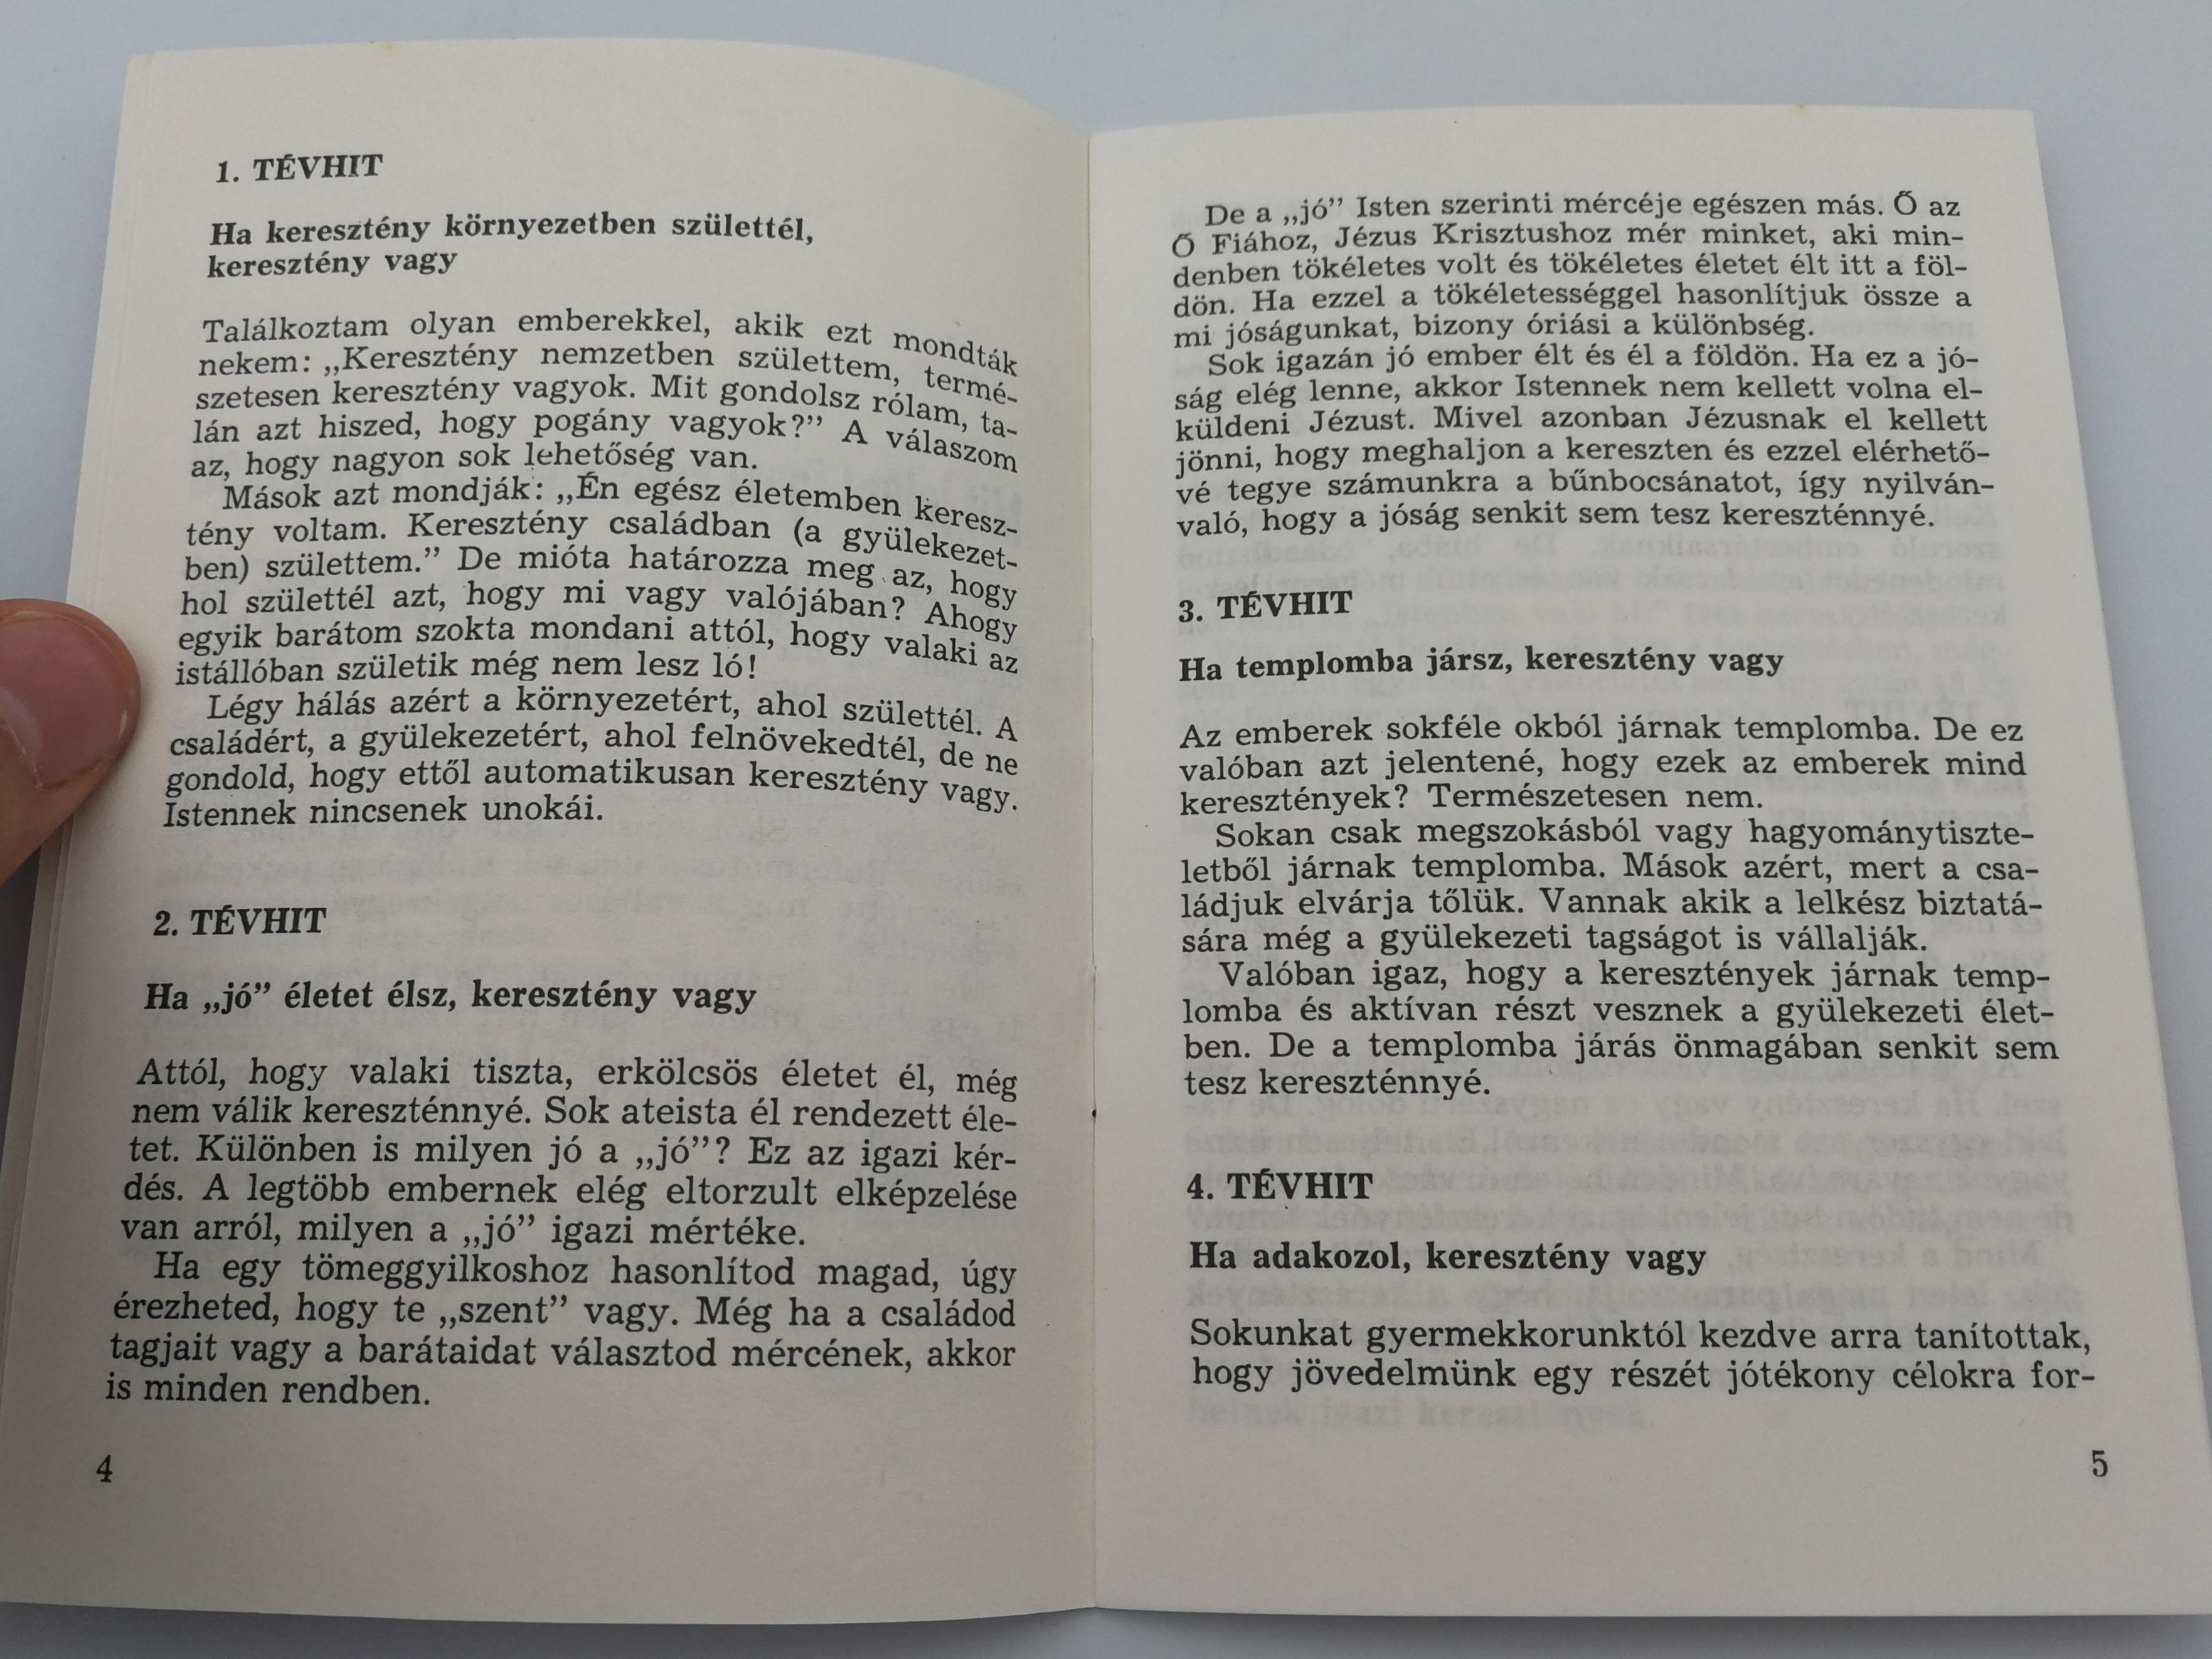 1. TÉVHIT
Ha keresztény környezetben születtél,
keresztény vagy
Találkoztam olyan emberekkel, akik ezt mondták
nekem: „Keresztény nemzetben születtem, termé-
szetesen keresztény vagyok. Mit gondolsz rólam, ta-
lán azt hiszed, hogy pogány vagyok?” A válaszom
az, hogy nagyon sok lehetőség van.
Mások azt mondják: „Én egész életemben keresz-
tény voltam. Keresztény családban (a gyülekezet-
ben) születtem.” De mióta határozza meg az, hogy
hol születtél azt, hogy mi vagy valójában? Ahogy
egyik barátom szokta mondani attól, hogy valaki az
istállóban születik még nem lesz ló!
Légy hálás azért a környezetért, ahol születtél. A
családért, a gyülekezetért, ahol felnövekedtél, de ne
gondold, hogy ettől automatikusan keresztény vagy.
Istennek nincsenek unokái.
2. TÉVHIT
Ha „jó” életet élsz, keresztény vagy
Attól, hogy valaki tiszta, erkölcsös életet él, még
nem válik kereszténnyé. Sok ateista él rendezett éle-
tet. Különben is milyen jó a „jó”? Ez az igazi kér-
dés. A legtöbb embernek elég eltorzult elképzelése
van arról, milyen a „jó” igazi mértéke.
Ha egy tömeggyilkoshoz hasonlítod magad, úgy
érezheted, hogy te „szent” vagy. Még ha a családod
tagjait vagy a barátaidat választod mércének, akkor
is minden rendben.
4
De a „jó” Isten szerinti mércéje egészen más. Ő az
Ő Fiához, Jézus Krisztushoz mér minket, aki min-
denben tökéletes volt és tökéletes életet élt itt a föl-
dön. Ha ezzel a tökéletességgel hasonlítjuk össze a
mi jóságunkat, bizony óriási a különbség.
Sok igazán jó ember élt és él a földön. Ha ez a jó-
ság elég lenne, akkor Istennek nem kellett volna el-
küldeni Jézust. Mivel azonban Jézusnak el kellett
jönni, hogy meghaljon a kereszten és ezzel elérhető-
vé tegye számunkra a bűnbocsánatot, így nyilván-
való, hogy a jóság senkit sem tesz kereszténnyé.
3. TÉVHIT
Ha templomba jársz, keresztény vagy
Az emberek sokféle okból járnak templomba. De ez
valóban azt jelentené, hogy ezek az emberek mind
keresztények? Természetesen nem.
Sokan csak megszokásból vagy hagyománytiszte-
letből járnak templomba. Mások azért, mert a csa-
ládjuk elvárja tőlük. Vannak akik a lelkész biztatá-
sára még a gyülekezeti tagságot is vállalják.
Valóban igaz, hogy a keresztények járnak temp-
lomba és aktívan részt vesznek a gyülekezeti élet-
ben. De a templomba járás önmagában senkit sem
tesz kereszténnyé.
4. TÉVHIT
Ha adakozol, keresztény vagy
Sokunkat gyermekkorunktól kezdve arra tanítottak,
hogy jövedelmünk egy részét jótékony célokra for-
5